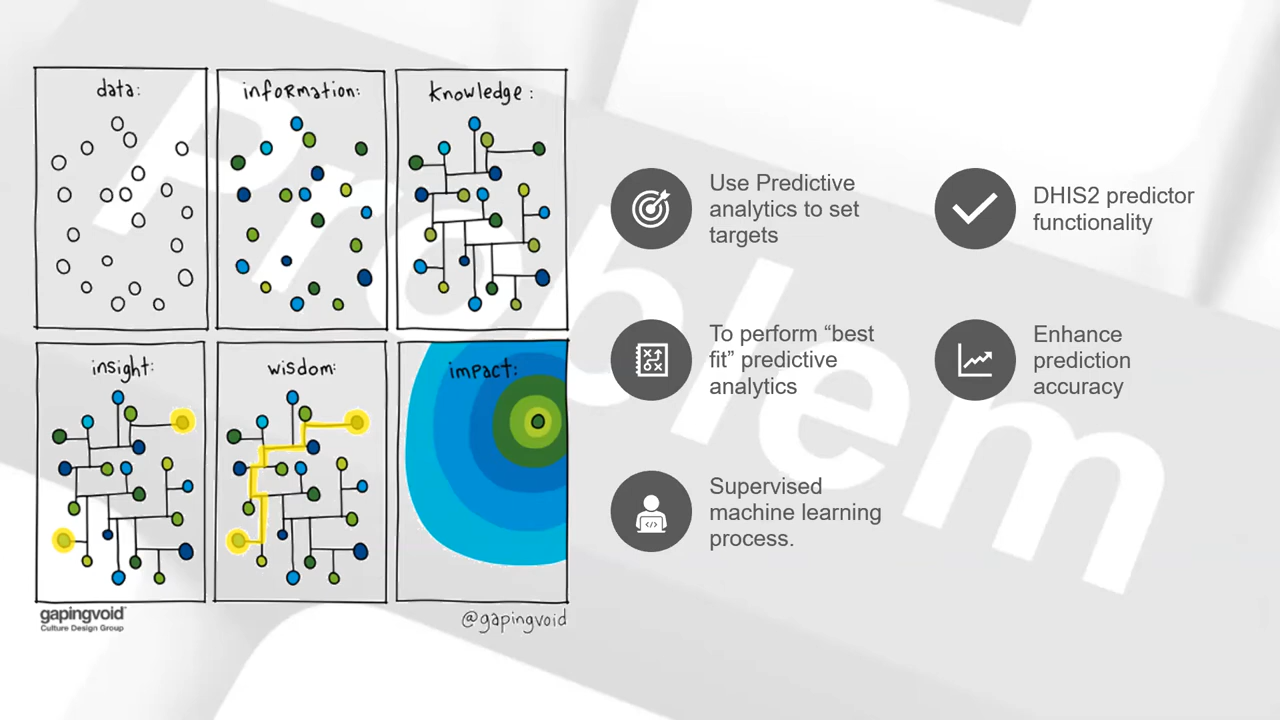 data:
information:
knowledge:
insight:
wisdom:
impact:
gapingvoid
Culture Design Group
@gapingvoid
Use Predictive
analytics to set
targets
DHIS2 predictor
functionality
To perform “best
fit” predictive
analytics
Enhance
prediction
accuracy
Supervised
machine learning
process.
Problem